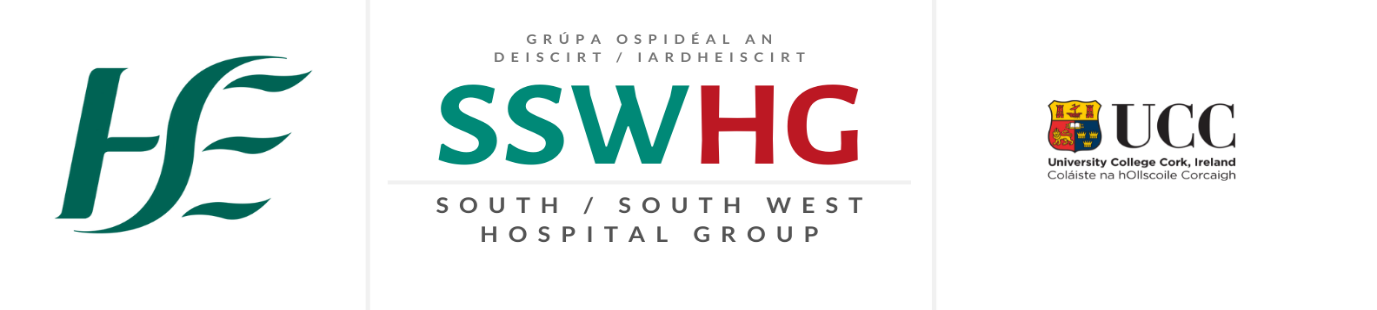 HSE
GRÚPA OSPIDÉAL AN
DEISCIRT / IARDHEISCIRT
SSWHG
SOUTH / SOUTH WEST
HOSPITAL GROUP
UCC
University College Cork, Ireland
Coláiste na hOllscoile Corcaigh